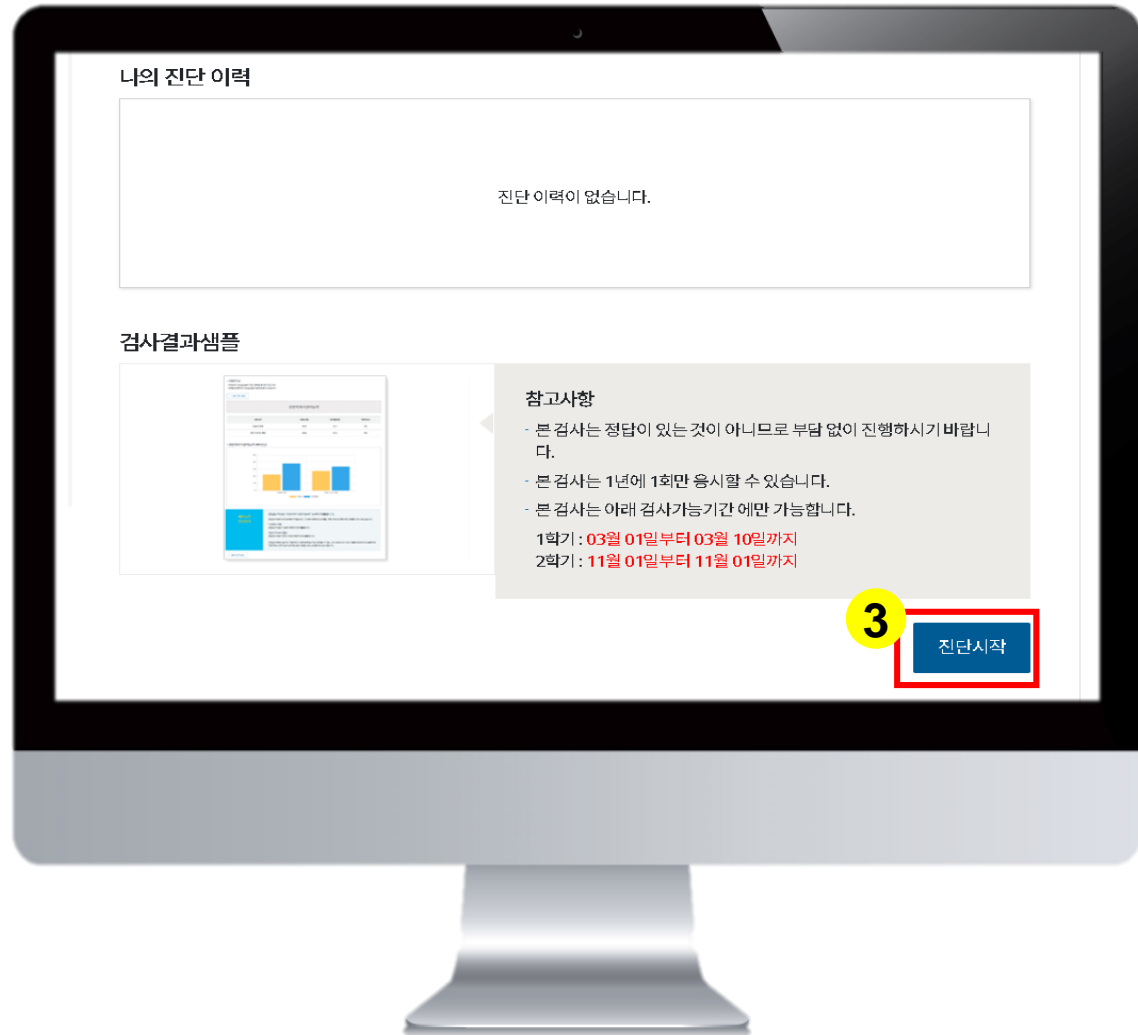 나의 진단 이력
진단 이력이 없습니다.
검사결과샘플
참고사항
- 본 검사는 정답이 있는 것이 아니므로 부담 없이 진행하시기 바랍니
다.
- 본 검사는 1년에 1회만 응시할 수 있습니다.
- 본 검사는 아래 검사가능기간 에만 가능합니다.
1학기 : 03월 01일부터 03월 10일까지
2학기 : 11월 01일부터 11월 01일까지
3
진단시작